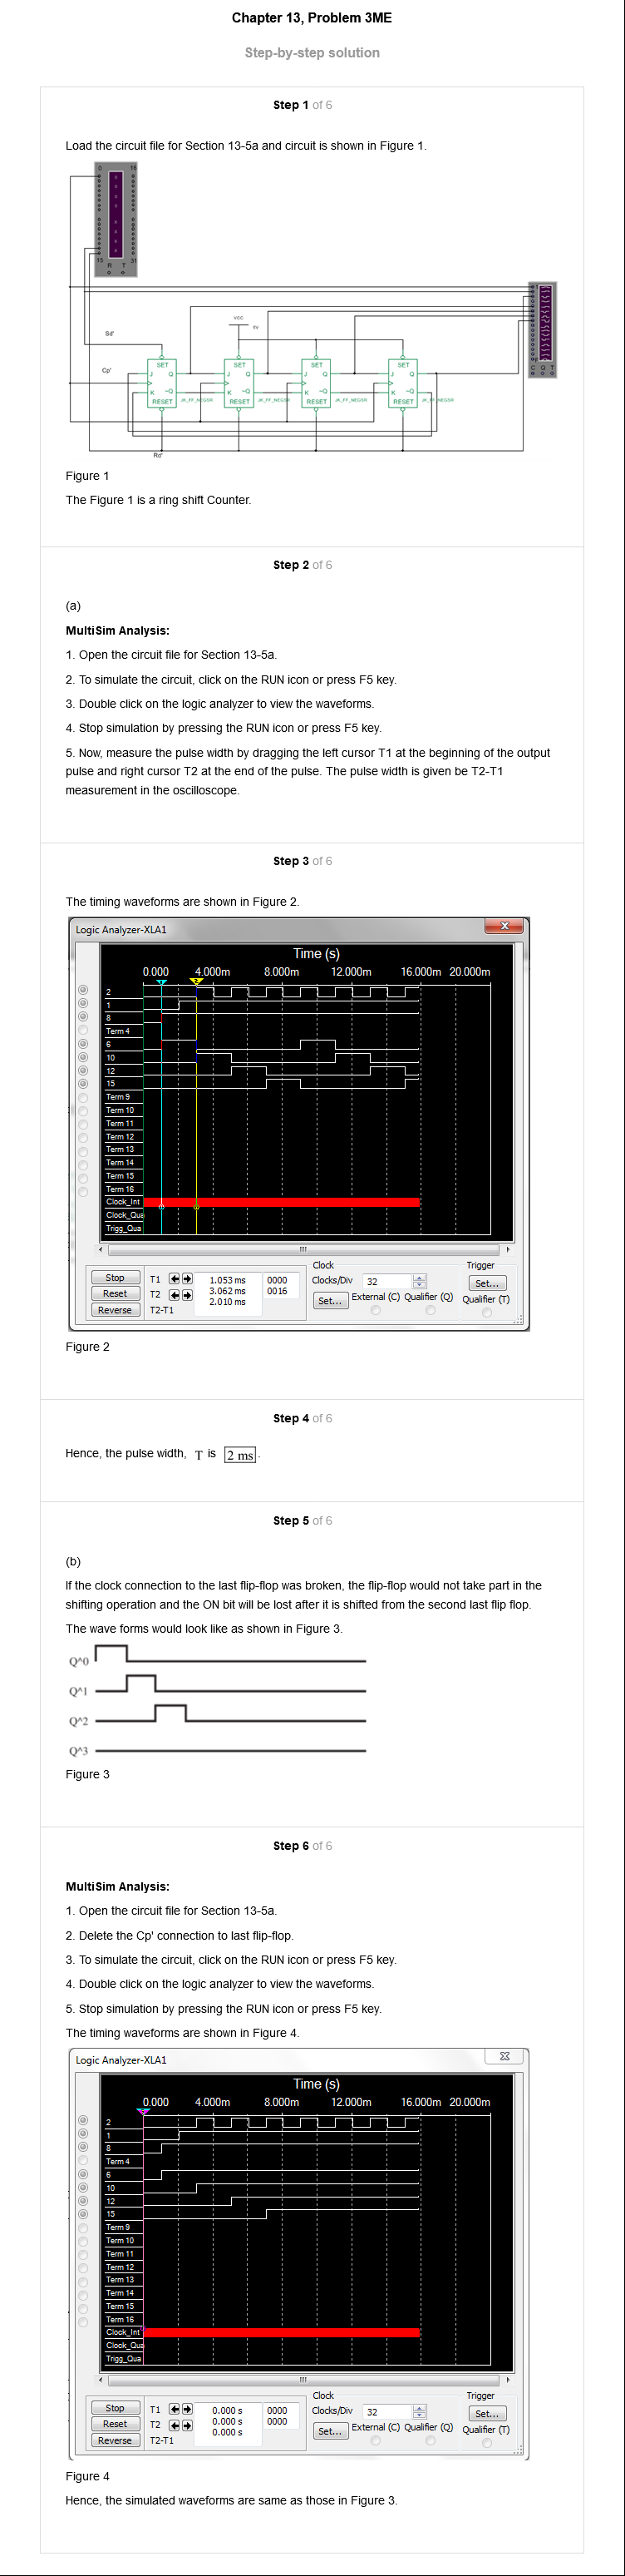 Chapter 13, Problem 3ME
Step-by-step solution
Step 1 of 6
Load the circuit file for Section 13-5a and circuit is shown in Figure 1.
0 16
15 31
R T
vcc
5V
Sd'
Cp'
SET SET SET SET
J Q J Q J Q J Q
K ~Q K ~Q K ~Q K ~Q
RESET RESET RESET RESET
JK_FF_NEGSR JK_FF_NEGSR JK_FF_NEGSR JK_FF_NEGSR
Rd'
C Q T
Figure 1
The Figure 1 is a ring shift Counter.
Step 2 of 6
(a)
MultiSim Analysis:
1. Open the circuit file for Section 13-5a.
2. To simulate the circuit, click on the RUN icon or press F5 key.
3. Double click on the logic analyzer to view the waveforms.
4. Stop simulation by pressing the RUN icon or press F5 key.
5. Now, measure the pulse width by dragging the left cursor T1 at the beginning of the output
pulse and right cursor T2 at the end of the pulse. The pulse width is given be T2-T1
measurement in the oscilloscope.
Step 3 of 6
The timing waveforms are shown in Figure 2.
Logic Analyzer-XLA1
Time (s)
0.000 4.000m 8.000m 12.000m 16.000m 20.000m
2
1
8
Term 4
6
10
12
15
Term 9
Term 10
Term 11
Term 12
Term 13
Term 14
Term 15
Term 16
Clock_Int
Clock_Qua
Trigg_Qua
Stop
Reset
Reverse
T1 1.053 ms 0000
T2 3.062 ms 0016
T2-T1 2.010 ms
Clock
Clocks/Div 32
Set... External (C) Qualifier (Q)
Trigger
Set...
Qualifier (T)
Figure 2
Step 4 of 6
Hence, the pulse width, T is 2 ms.
Step 5 of 6
(b)
If the clock connection to the last flip-flop was broken, the flip-flop would not take part in the
shifting operation and the ON bit will be lost after it is shifted from the second last flip flop.
The wave forms would look like as shown in Figure 3.
Q^0
Q^1
Q^2
Q^3
Figure 3
Step 6 of 6
MultiSim Analysis:
1. Open the circuit file for Section 13-5a.
2. Delete the Cp' connection to last flip-flop.
3. To simulate the circuit, click on the RUN icon or press F5 key.
4. Double click on the logic analyzer to view the waveforms.
5. Stop simulation by pressing the RUN icon or press F5 key.
The timing waveforms are shown in Figure 4.
Logic Analyzer-XLA1
Time (s)
0.000 4.000m 8.000m 12.000m 16.000m 20.000m
2
1
8
Term 4
6
10
12
15
Term 9
Term 10
Term 11
Term 12
Term 13
Term 14
Term 15
Term 16
Clock_Int
Clock_Qua
Trigg_Qua
Stop
Reset
Reverse
T1 0.000 s 0000
T2 0.000 s 0000
T2-T1 0.000 s
Clock
Clocks/Div 32
Set... External (C) Qualifier (Q)
Trigger
Set...
Qualifier (T)
Figure 4
Hence, the simulated waveforms are same as those in Figure 3.